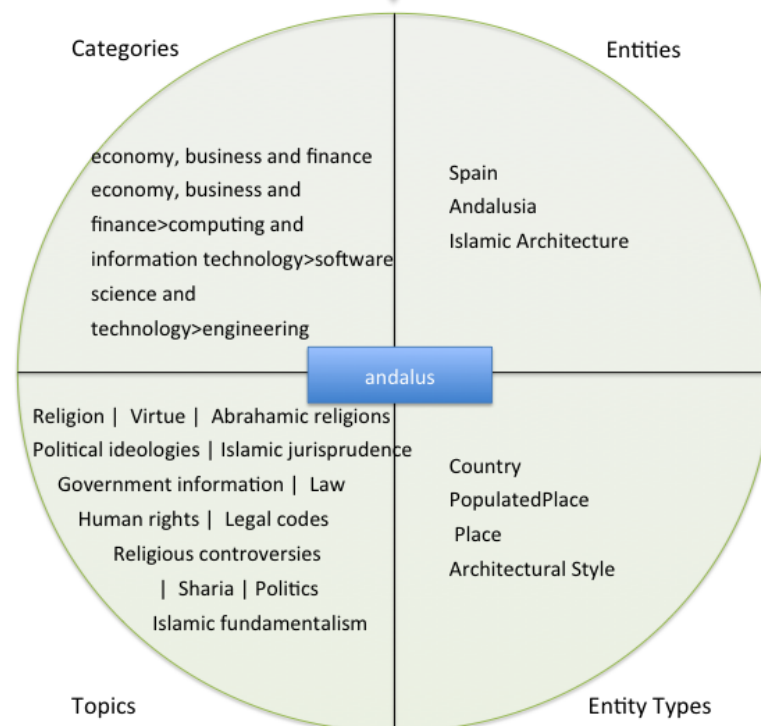 Categories
economy, business and finance
economy, business and
finance>computing and
information technology>software
science and
technology>engineering
Entities
Spain
Andalusia
Islamic Architecture
andalus
Religion | Virtue | Abrahamic religions
Political ideologies | Islamic jurisprudence
Government information | Law
Human rights | Legal codes
Religious controversies
| Sharia | Politics
Islamic fundamentalism
Topics
Country
PopulatedPlace
Place
Architectural Style
Entity Types